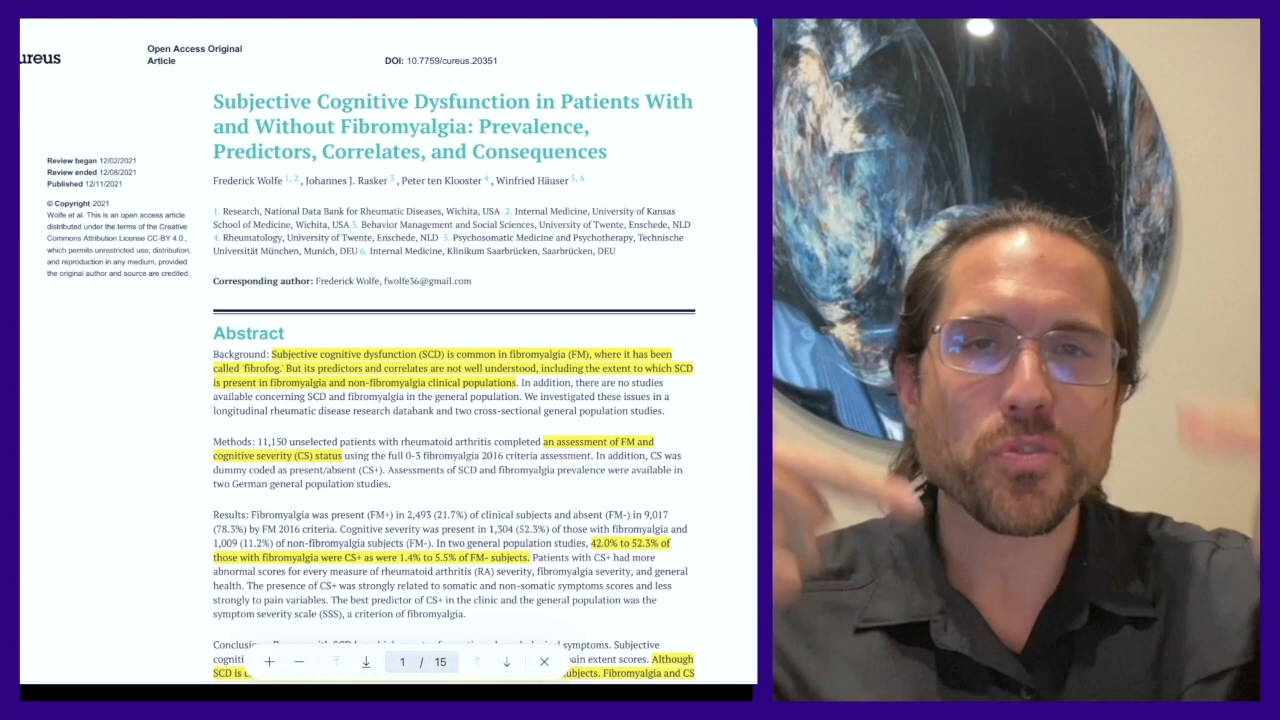 ureus
Open Access Original
Article
DOI: 10.7759/cureus.20351
Subjective Cognitive Dysfunction in Patients With
and Without Fibromyalgia: Prevalence,
Predictors, Correlates, and Consequences
Review began 12/02/2021
Review ended 12/08/2021
Published 12/11/2021
© Copyright 2021
Wolfe et al. This is an open access article
distributed under the terms of the Creative
Commons Attribution License CC-BY 4.0.,
which permits unrestricted use, distribution,
and reproduction in any medium, provided
the original author and source are credited.
Frederick Wolfe 1, 2 , Johannes J. Rasker 3 , Peter ten Klooster 4 , Winfried Häuser 5, 6
1. Research, National Data Bank for Rheumatic Diseases, Wichita, USA 2. Internal Medicine, University of Kansas
School of Medicine, Wichita, USA 3. Behavior Management and Social Sciences, University of Twente, Enschede, NLD
4. Rheumatology, University of Twente, Enschede, NLD 5. Psychosomatic Medicine and Psychotherapy, Technische
Universität München, Munich, DEU 6. Internal Medicine, Klinikum Saarbrücken, Saarbrücken, DEU
Corresponding author: Frederick Wolfe, fwolfe36@gmail.com
Abstract
Background: Subjective cognitive dysfunction (SCD) is common in fibromyalgia (FM), where it has been
called 'fibrofog.' But its predictors and correlates are not well understood, including the extent to which SCD
is present in fibromyalgia and non-fibromyalgia clinical populations. In addition, there are no studies
available concerning SCD and fibromyalgia in the general population. We investigated these issues in a
longitudinal rheumatic disease research databank and two cross-sectional general population studies.
Methods: 11,150 unselected patients with rheumatoid arthritis completed an assessment of FM and
cognitive severity (CS) status using the full 0-3 fibromyalgia 2016 criteria assessment. In addition, CS was
dummy coded as present/absent (CS+). Assessments of SCD and fibromyalgia prevalence were available in
two German general population studies.
Results: Fibromyalgia was present (FM+) in 2,493 (21.7%) of clinical subjects and absent (FM-) in 9,017
(78.3%) by FM 2016 criteria. Cognitive severity was present in 1,304 (52.3%) of those with fibromyalgia and
1,009 (11.2%) of non-fibromyalgia subjects (FM-). In two general population studies, 42.0% to 52.3% of
those with fibromyalgia were CS+ as were 1.4% to 5.5% of FM- subjects. Patients with CS+ had more
abnormal scores for every measure of rheumatoid arthritis (RA) severity, fibromyalgia severity, and general
health. The presence of CS+ was strongly related to somatic and non-somatic symptoms scores and less
strongly to pain variables. The best predictor of CS+ in the clinic and the general population was the
symptom severity scale (SSS), a criterion of fibromyalgia.
symptoms. Subjective
cogniti pain extent scores. Although
SCD is ubjects. Fibromyalgia and CS
1 / 15